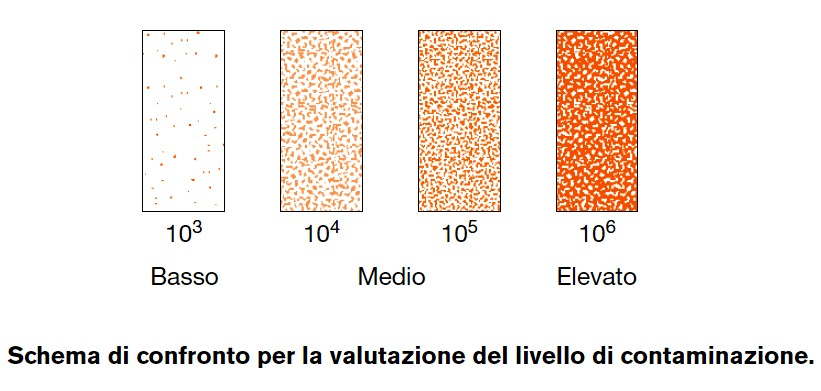 10³ 10⁴ 10⁵ 10⁶
Basso Medio Elevato
Schema di confronto per la valutazione del livello di contaminazione.